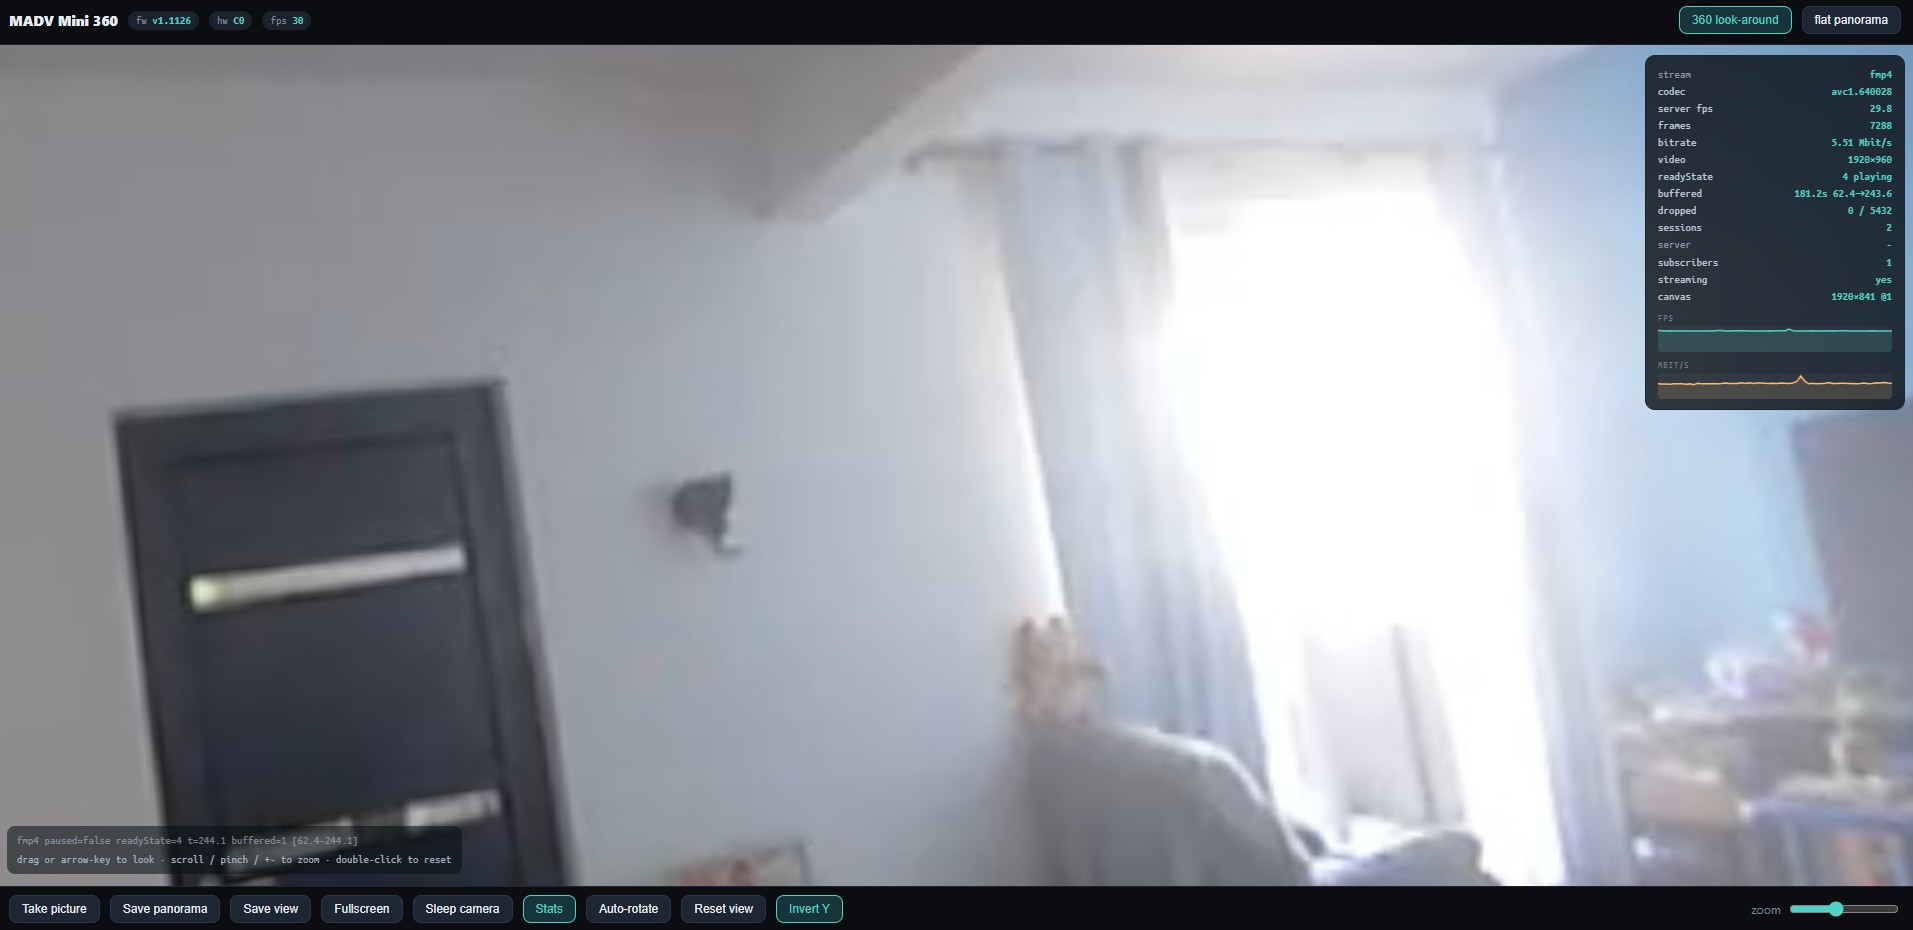 MADV Mini 360 fw v1.1126 hw C0 fps 30 360 look-around flat panorama
stream fmp4
codec avc1.640028
server fps 29.8
frames 7288
bitrate 5.51 Mbit/s
video 1920×960
readyState 4 playing
buffered 181.2s 62.4→243.6
dropped 0 / 5432
sessions 2
server -
subscribers 1
streaming yes
canvas 1920×841 @1
FPS
MBIT/S
fmp4 paused=false readyState=4 t=244.1 buffered=1 [62.4-244.1]
drag or arrow-key to look · scroll / pinch / +- to zoom · double-click to reset
Take picture Save panorama Save view Fullscreen Sleep camera Stats Auto-rotate Reset view Invert Y zoom